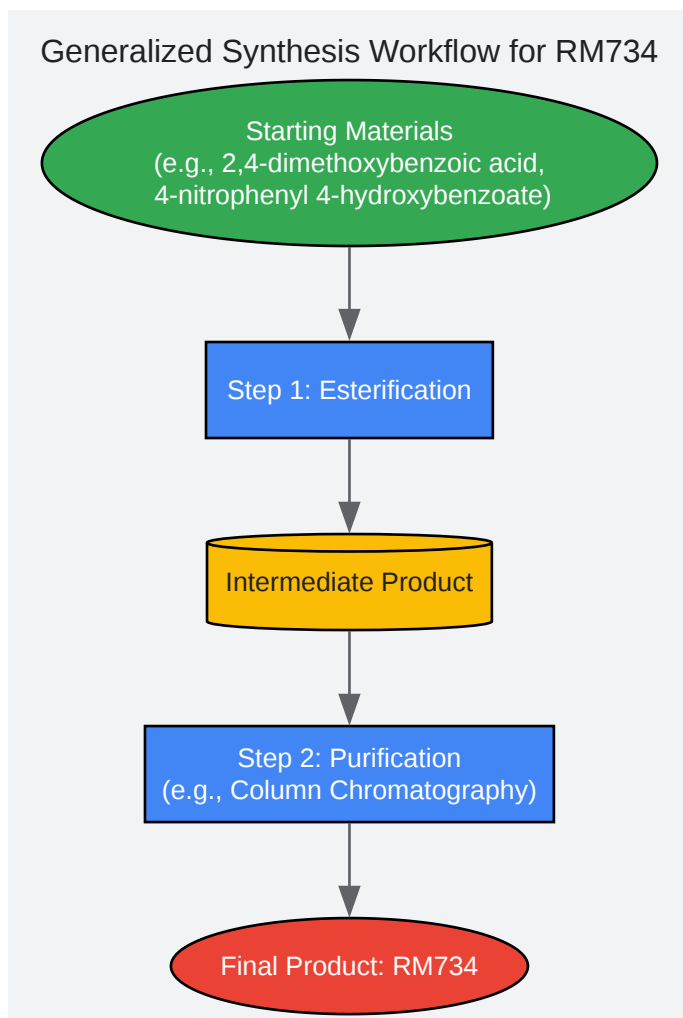 Generalized Synthesis Workflow for RM734
Starting Materials
(e.g., 2,4-dimethoxybenzoic acid,
4-nitrophenyl 4-hydroxybenzoate)
Step 1: Esterification
Intermediate Product
Step 2: Purification
(e.g., Column Chromatography)
Final Product: RM734